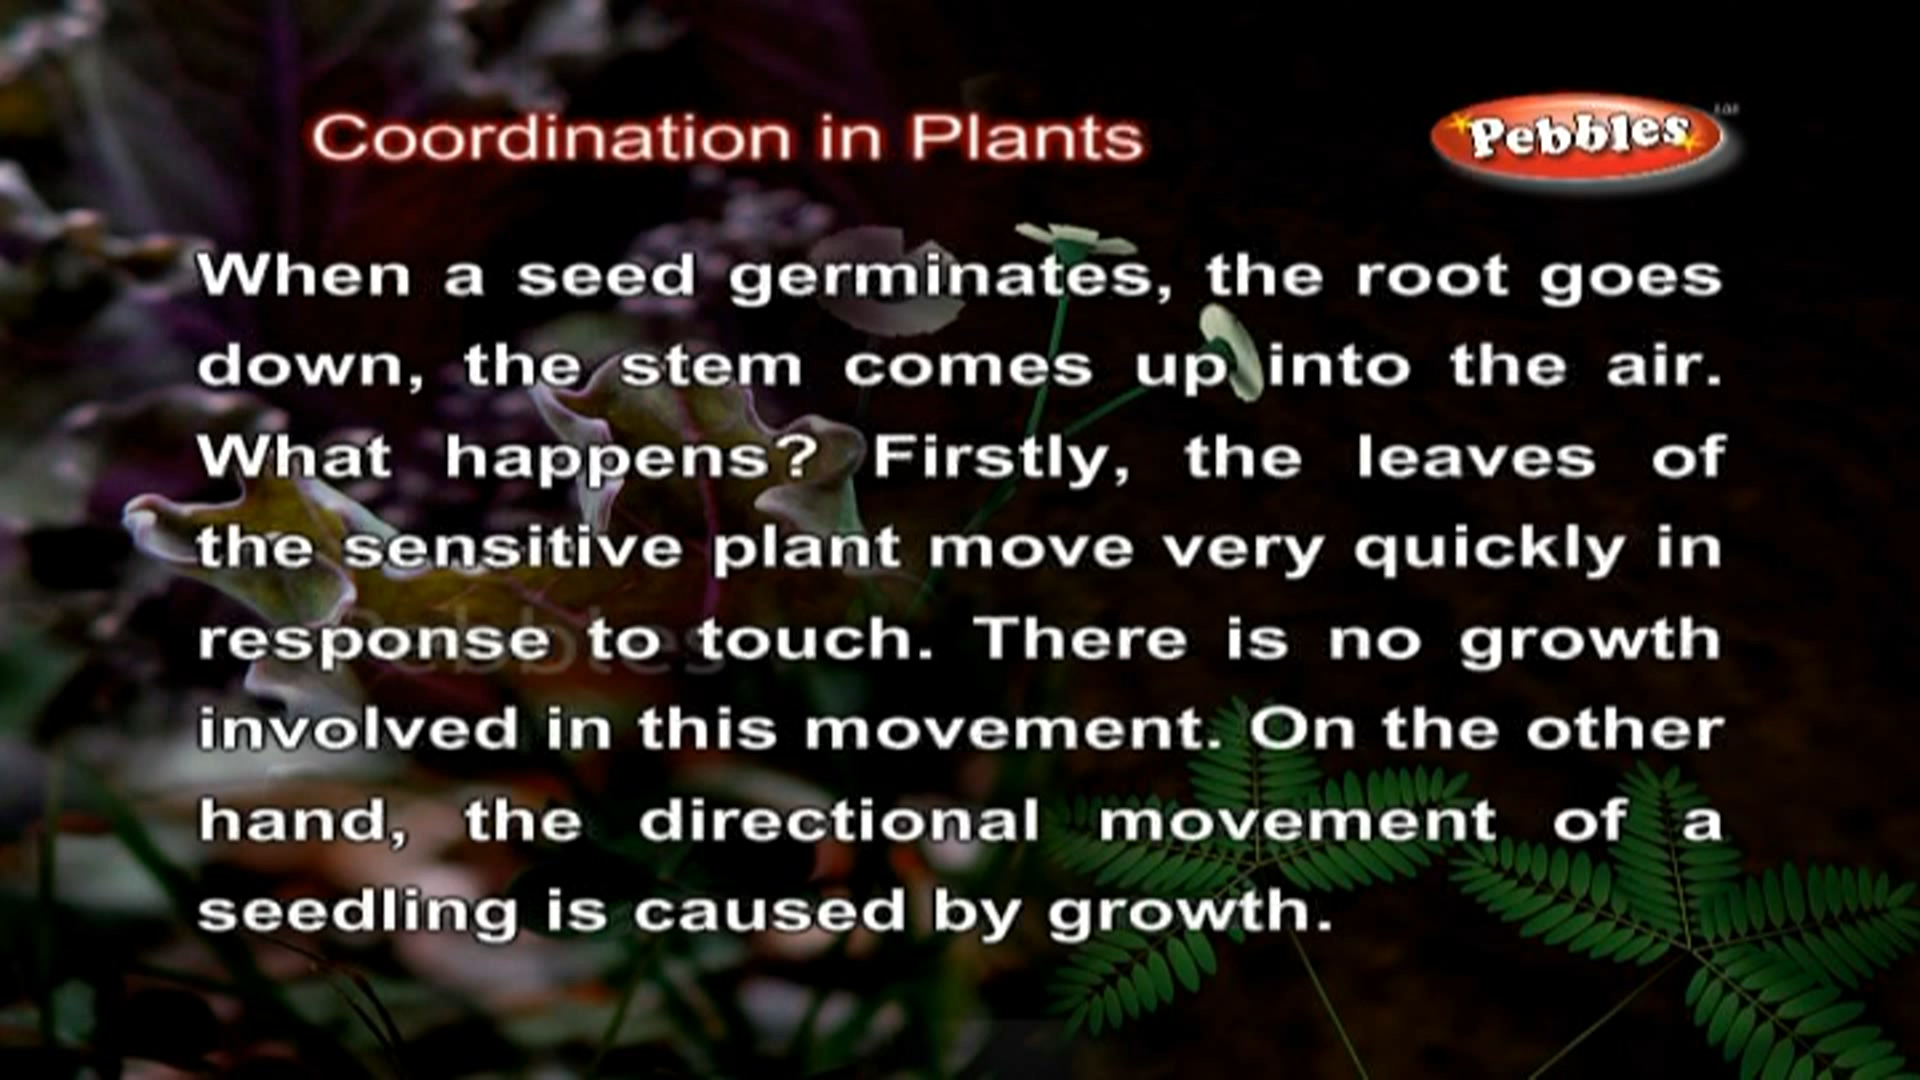 Coordination in Plants
Pebbles
When a seed germinates, the root goes
down, the stem comes up into the air.
What happens? Firstly, the leaves of
the sensitive plant move very quickly in
response to touch. There is no growth
involved in this movement. On the other
hand, the directional movement of a
seedling is caused by growth.
Pebbles